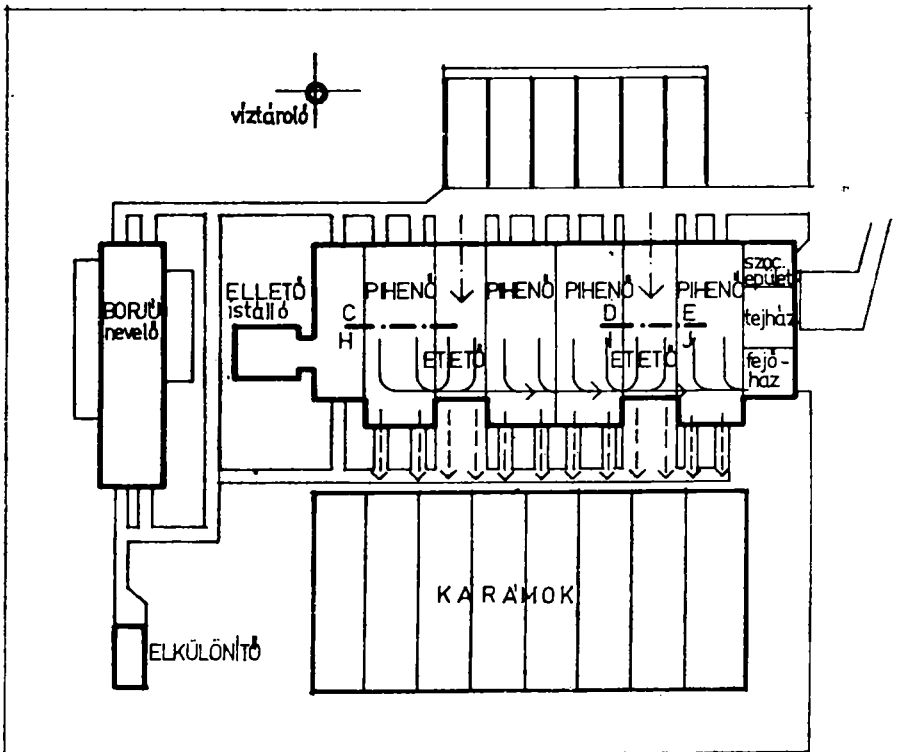 víztároló
BORJÚ
nevelő
ELLETŐ
istálló
PIHENŐ
PIHENŐ
PIHENŐ
PIHENŐ
C
H
D
E
J
ETETŐ
ETETŐ
szoc.
épület
tejház
fejő-
ház
KARÁMOK
ELKÜLÖNÍTŐ